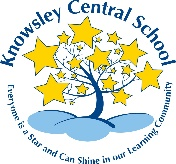 Knowsley Central School
Everyone is a Star and Can Shine in our Learning Community